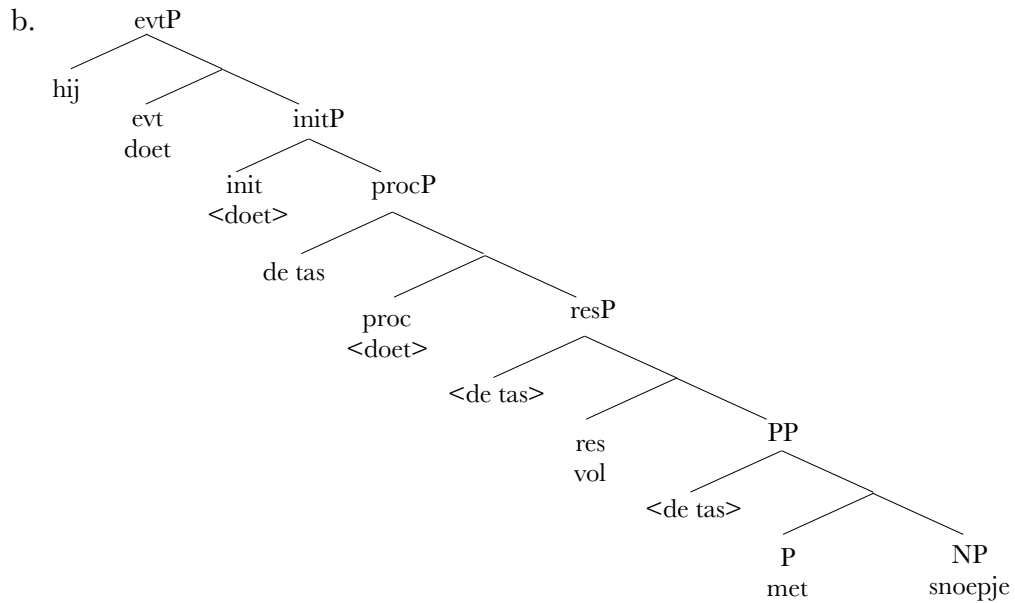 b.
evtP
hij
evt
doet
initP
init
<doet>
procP
de tas
proc
<doet>
resP
<de tas>
res
vol
PP
<de tas>
P
met
NP
snoepje